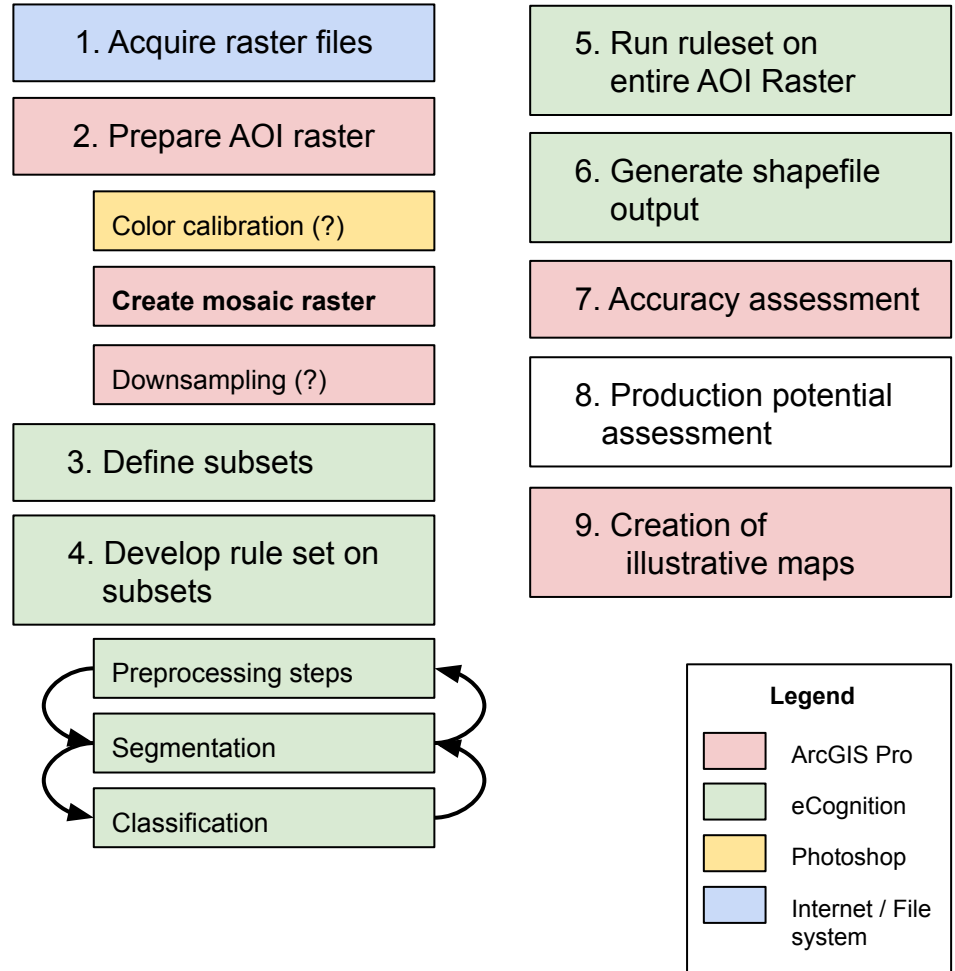 1. Acquire raster files
2. Prepare AOI raster
Color calibration (?)
Create mosaic raster
Downsampling (?)
3. Define subsets
4. Develop rule set on
subsets
Preprocessing steps
Segmentation
Classification
5. Run ruleset on
entire AOI Raster
6. Generate shapefile
output
7. Accuracy assessment
8. Production potential
assessment
9. Creation of
illustrative maps
Legend
ArcGIS Pro
eCognition
Photoshop
Internet / File
system